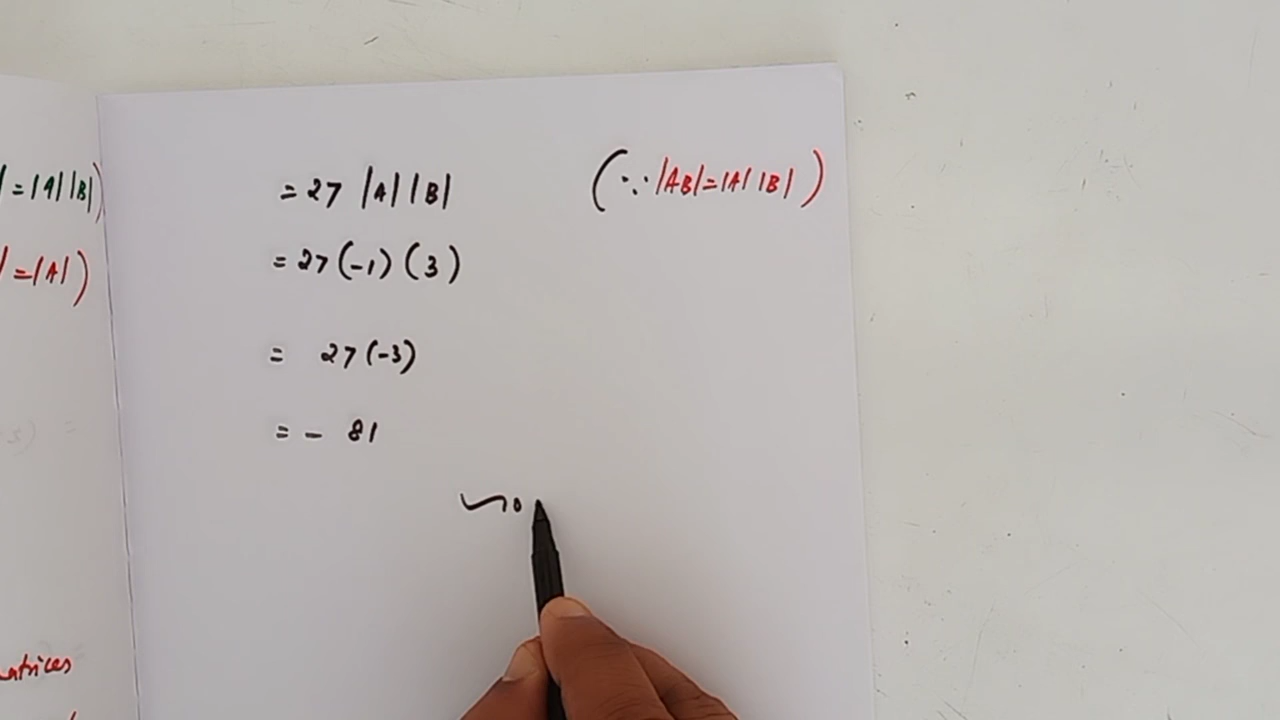 | = |A| |B|)
= 27 |A| |B|
(∵ |AB| = |A| |B|)
| = |A|)
= 27 (-1) (3)
= 27 (-3)
= - 81
atrices